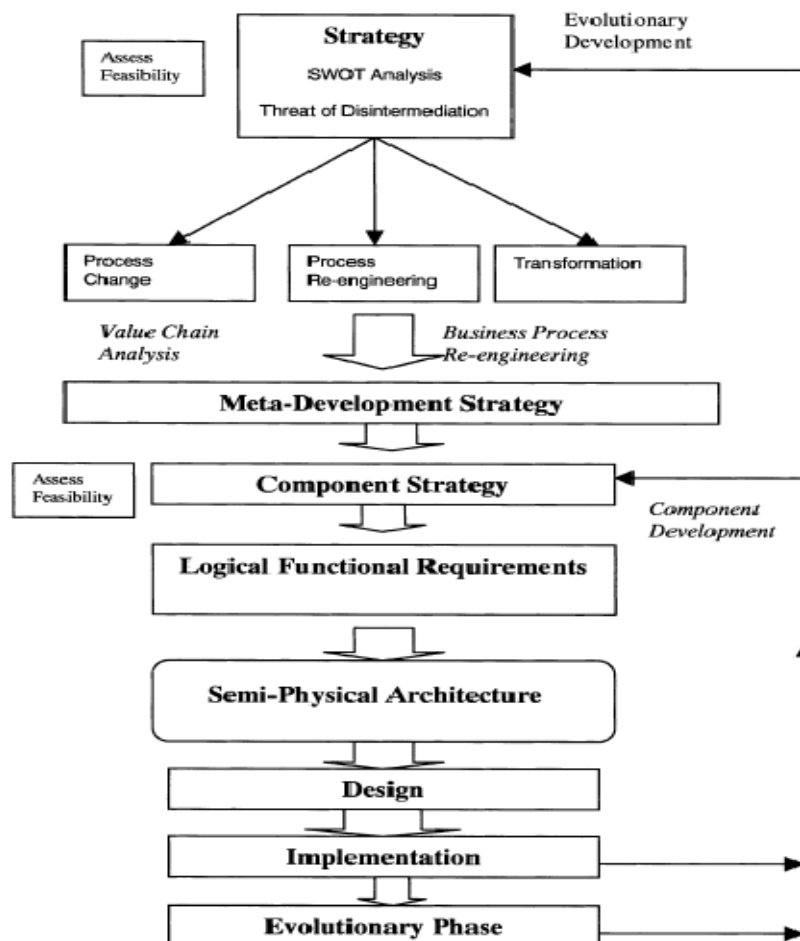 Evolutionary
Development
Strategy
SWOT Analysis
Threat of Disintermediation
Assess
Feasibility
Process
Change
Process
Re-engineering
Transformation
Value Chain
Analysis
Business Process
Re-engineering
Meta-Development Strategy
Assess
Feasibility
Component Strategy
Component
Development
Logical Functional Requirements
Semi-Physical Architecture
Design
Implementation
Evolutionary Phase